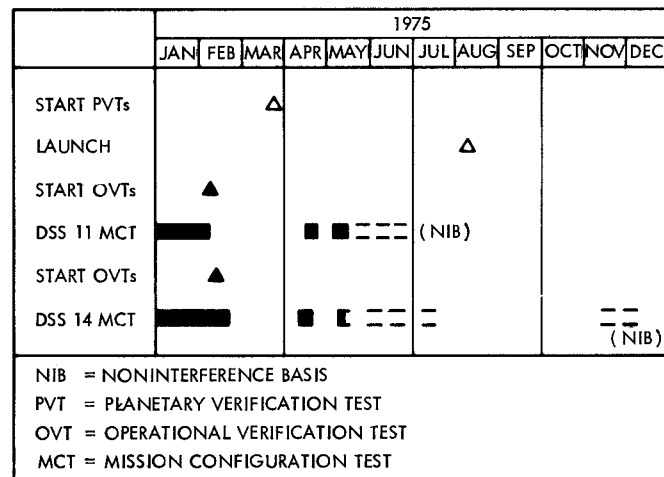 1975
JAN FEB MAR APR MAY JUN JUL AUG SEP OCT NOV DEC
START PVTs
LAUNCH
START OVTs
DSS 11 MCT (NIB)
START OVTs
DSS 14 MCT
(NIB)
NIB = NONINTERFERENCE BASIS
PVT = PLANETARY VERIFICATION TEST
OVT = OPERATIONAL VERIFICATION TEST
MCT = MISSION CONFIGURATION TEST